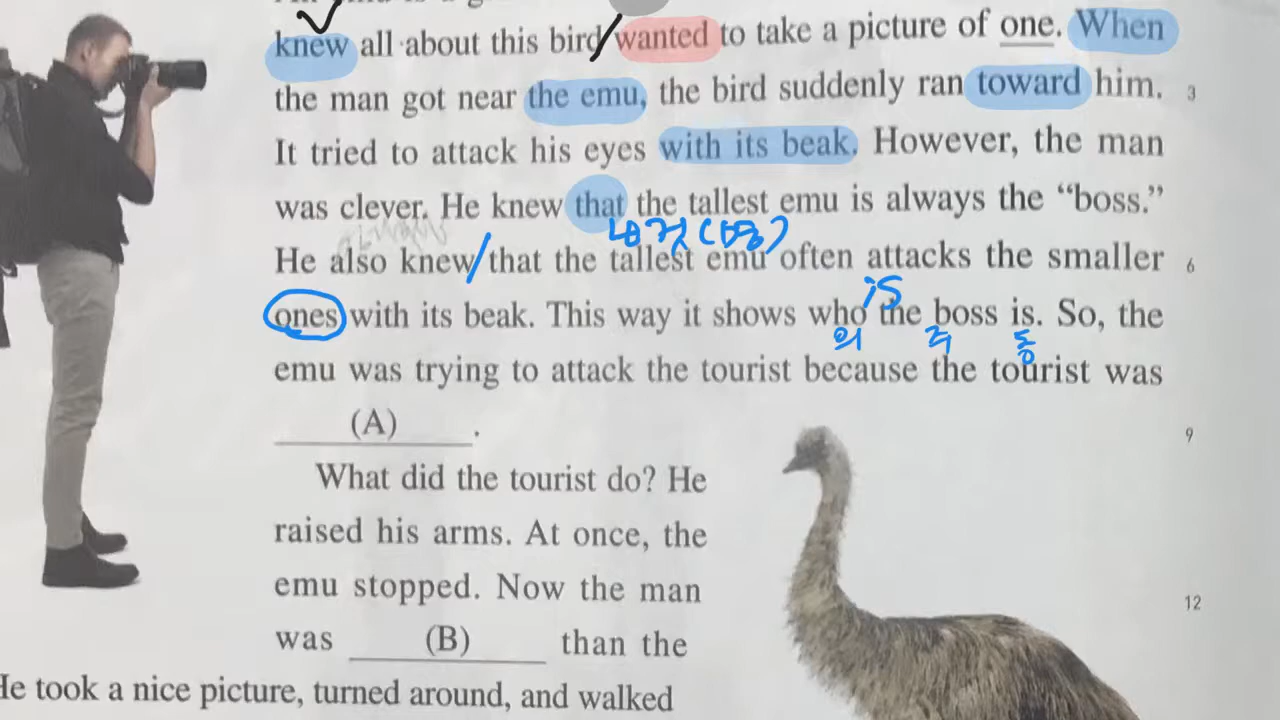 knew all about this bird wanted to take a picture of one. When
the man got near the emu, the bird suddenly ran toward him. 3
It tried to attack his eyes with its beak. However, the man
was clever. He knew that the tallest emu is always the “boss.”
He also knew that the tallest emu often attacks the smaller 6
is
ones with its beak. This way it shows who the boss is. So, the
의 주 동
emu was trying to attack the tourist because the tourist was
(A) . 9
What did the tourist do? He
raised his arms. At once, the
emu stopped. Now the man 12
was (B) than the
He took a nice picture, turned around, and walked